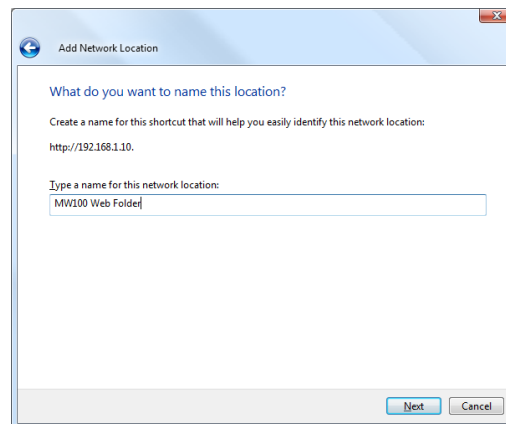 Add Network Location
What do you want to name this location?
Create a name for this shortcut that will help you easily identify this network location:
http://192.168.1.10.
Type a name for this network location:
MW100 Web Folder
Next
Cancel